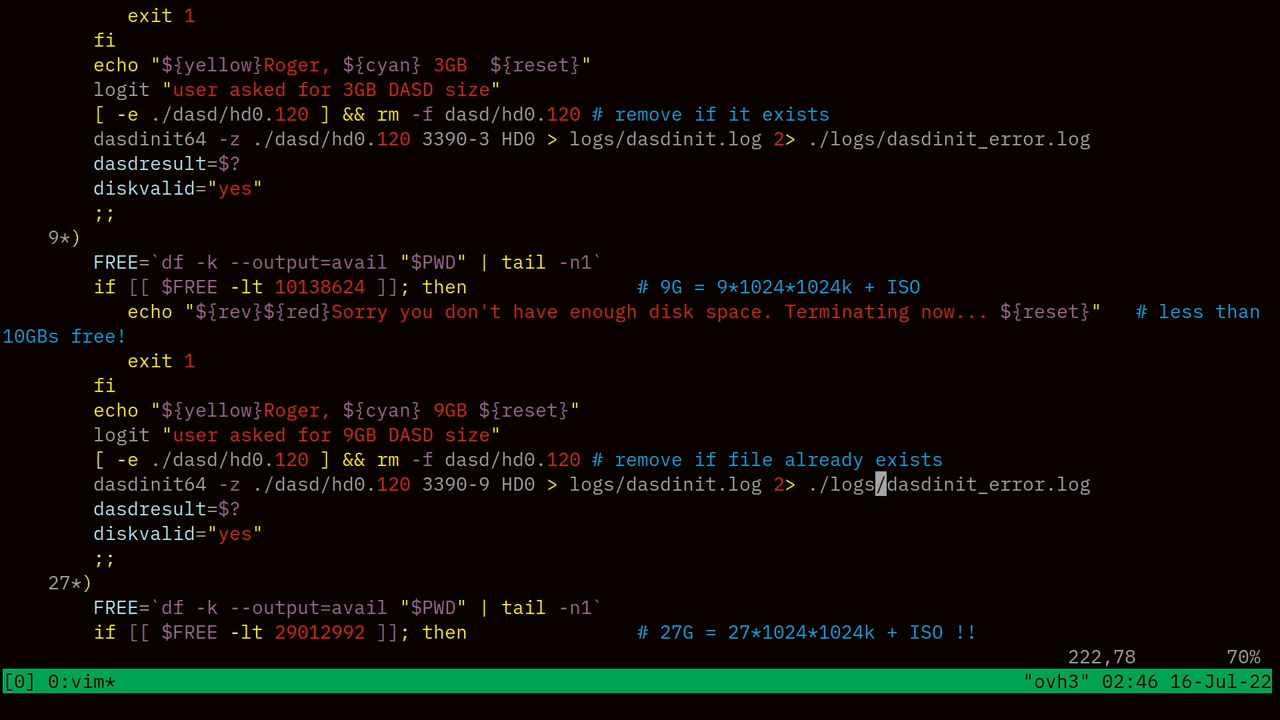 exit 1
        fi
        echo "${yellow}Roger, ${cyan} 3GB  ${reset}"
        logit "user asked for 3GB DASD size"
        [ -e ./dasd/hd0.120 ] && rm -f dasd/hd0.120 # remove if it exists
        dasdinit64 -z ./dasd/hd0.120 3390-3 HD0 > logs/dasdinit.log 2> ./logs/dasdinit_error.log
        dasdresult=$?
        diskvalid="yes"
        ;;
    9*)
        FREE=`df -k --output=avail "$PWD" | tail -n1`
        if [[ $FREE -lt 10138624 ]]; then               # 9G = 9*1024*1024k + ISO
           echo "${rev}${red}Sorry you don't have enough disk space. Terminating now... ${reset}"   # less than
10GBs free!
           exit 1
        fi
        echo "${yellow}Roger, ${cyan} 9GB ${reset}"
        logit "user asked for 9GB DASD size"
        [ -e ./dasd/hd0.120 ] && rm -f dasd/hd0.120 # remove if file already exists
        dasdinit64 -z ./dasd/hd0.120 3390-9 HD0 > logs/dasdinit.log 2> ./logs/dasdinit_error.log
        dasdresult=$?
        diskvalid="yes"
        ;;
    27*)
        FREE=`df -k --output=avail "$PWD" | tail -n1`
        if [[ $FREE -lt 29012992 ]]; then               # 27G = 27*1024*1024k + ISO !!
222,78        70%
[0] 0:vim* "ovh3" 02:46 16-Jul-22